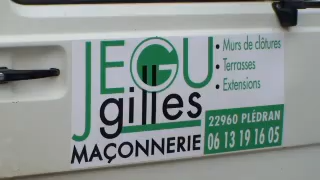 JEGU
gilles
MAÇONNERIE
• Murs de clôtures
• Terrasses
• Extensions
22960 PLÉDRAN
06 13 19 16 05